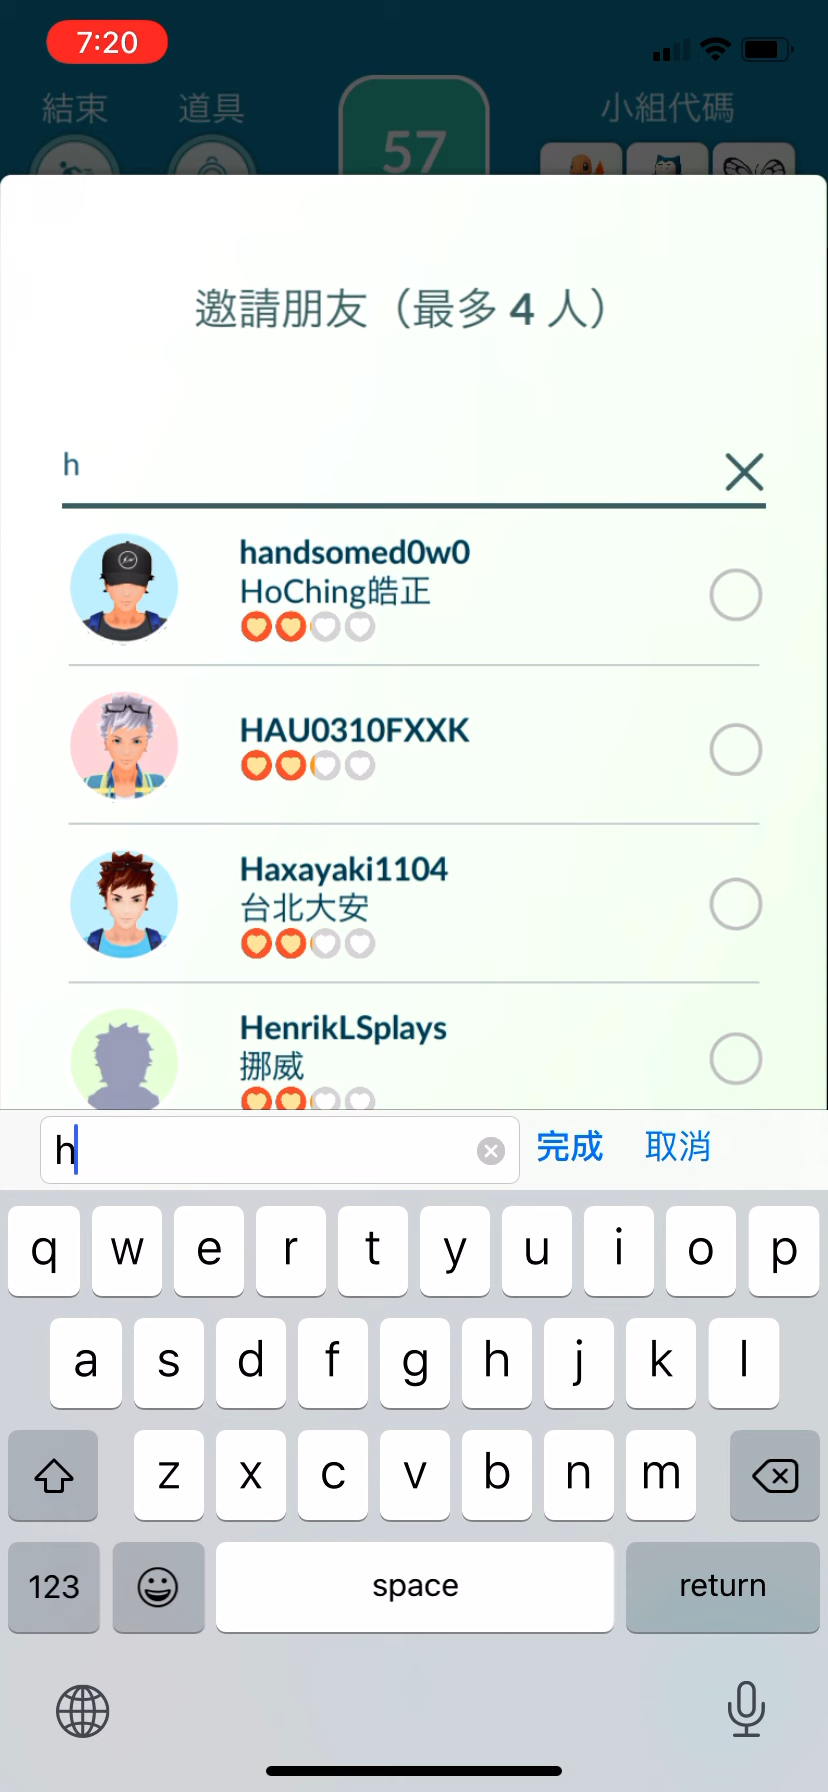 7:20
結束
道具
57
小組代碼
邀請朋友（最多 4 人）
h
handsomed0w0
HoChing皓正
HAU0310FXXK
Haxayaki1104
台北大安
HenrikLSplays
挪威
h
完成
取消
q w e r t y u i o p
a s d f g h j k l
z x c v b n m
123
space
return